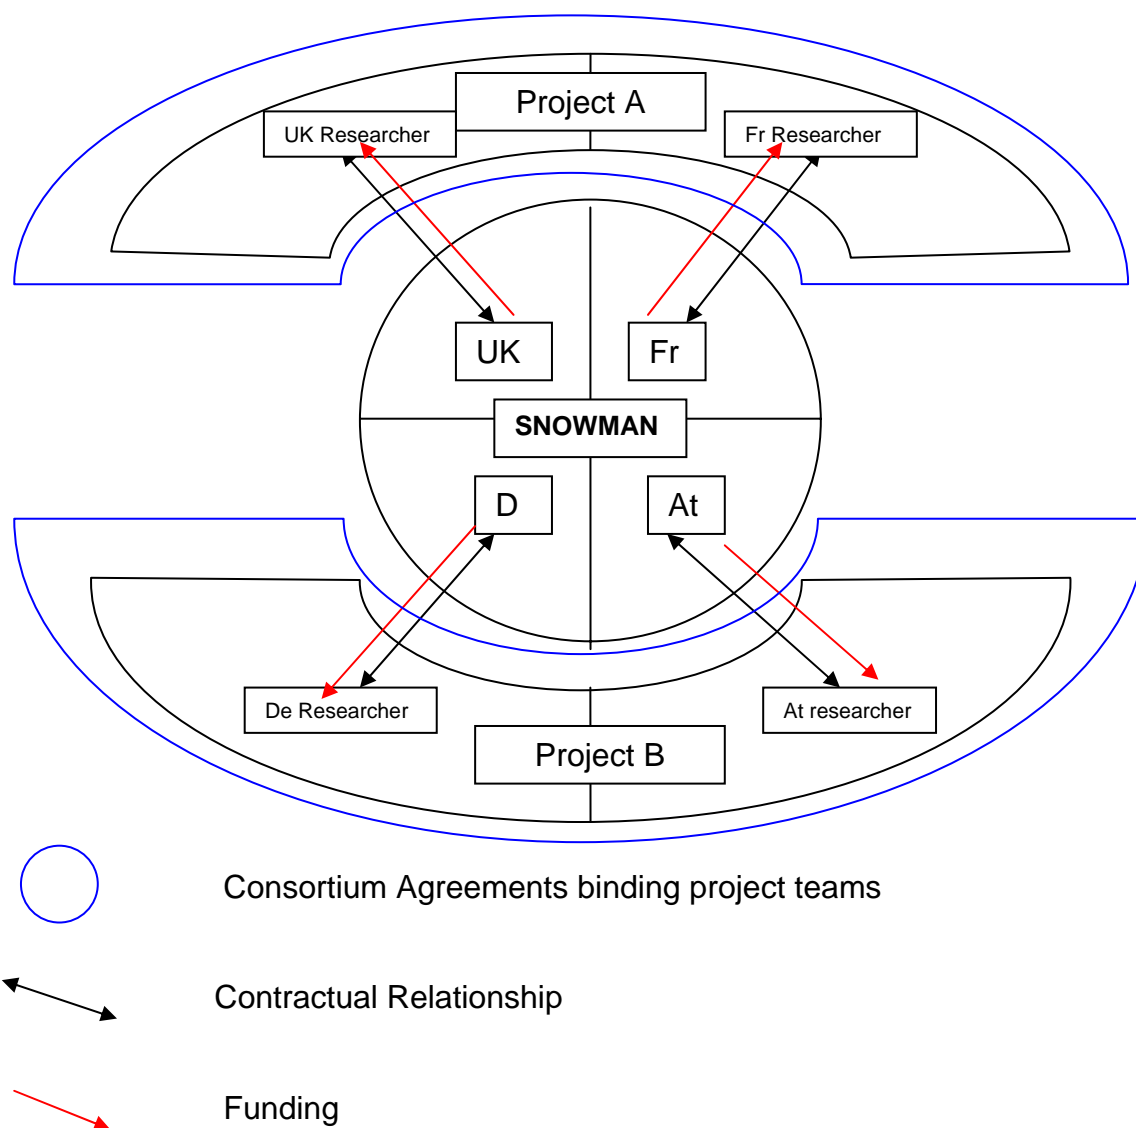 Project A
UK Researcher
Fr Researcher
UK
Fr
SNOWMAN
D
At
De Researcher
At researcher
Project B
Consortium Agreements binding project teams
Contractual Relationship
Funding